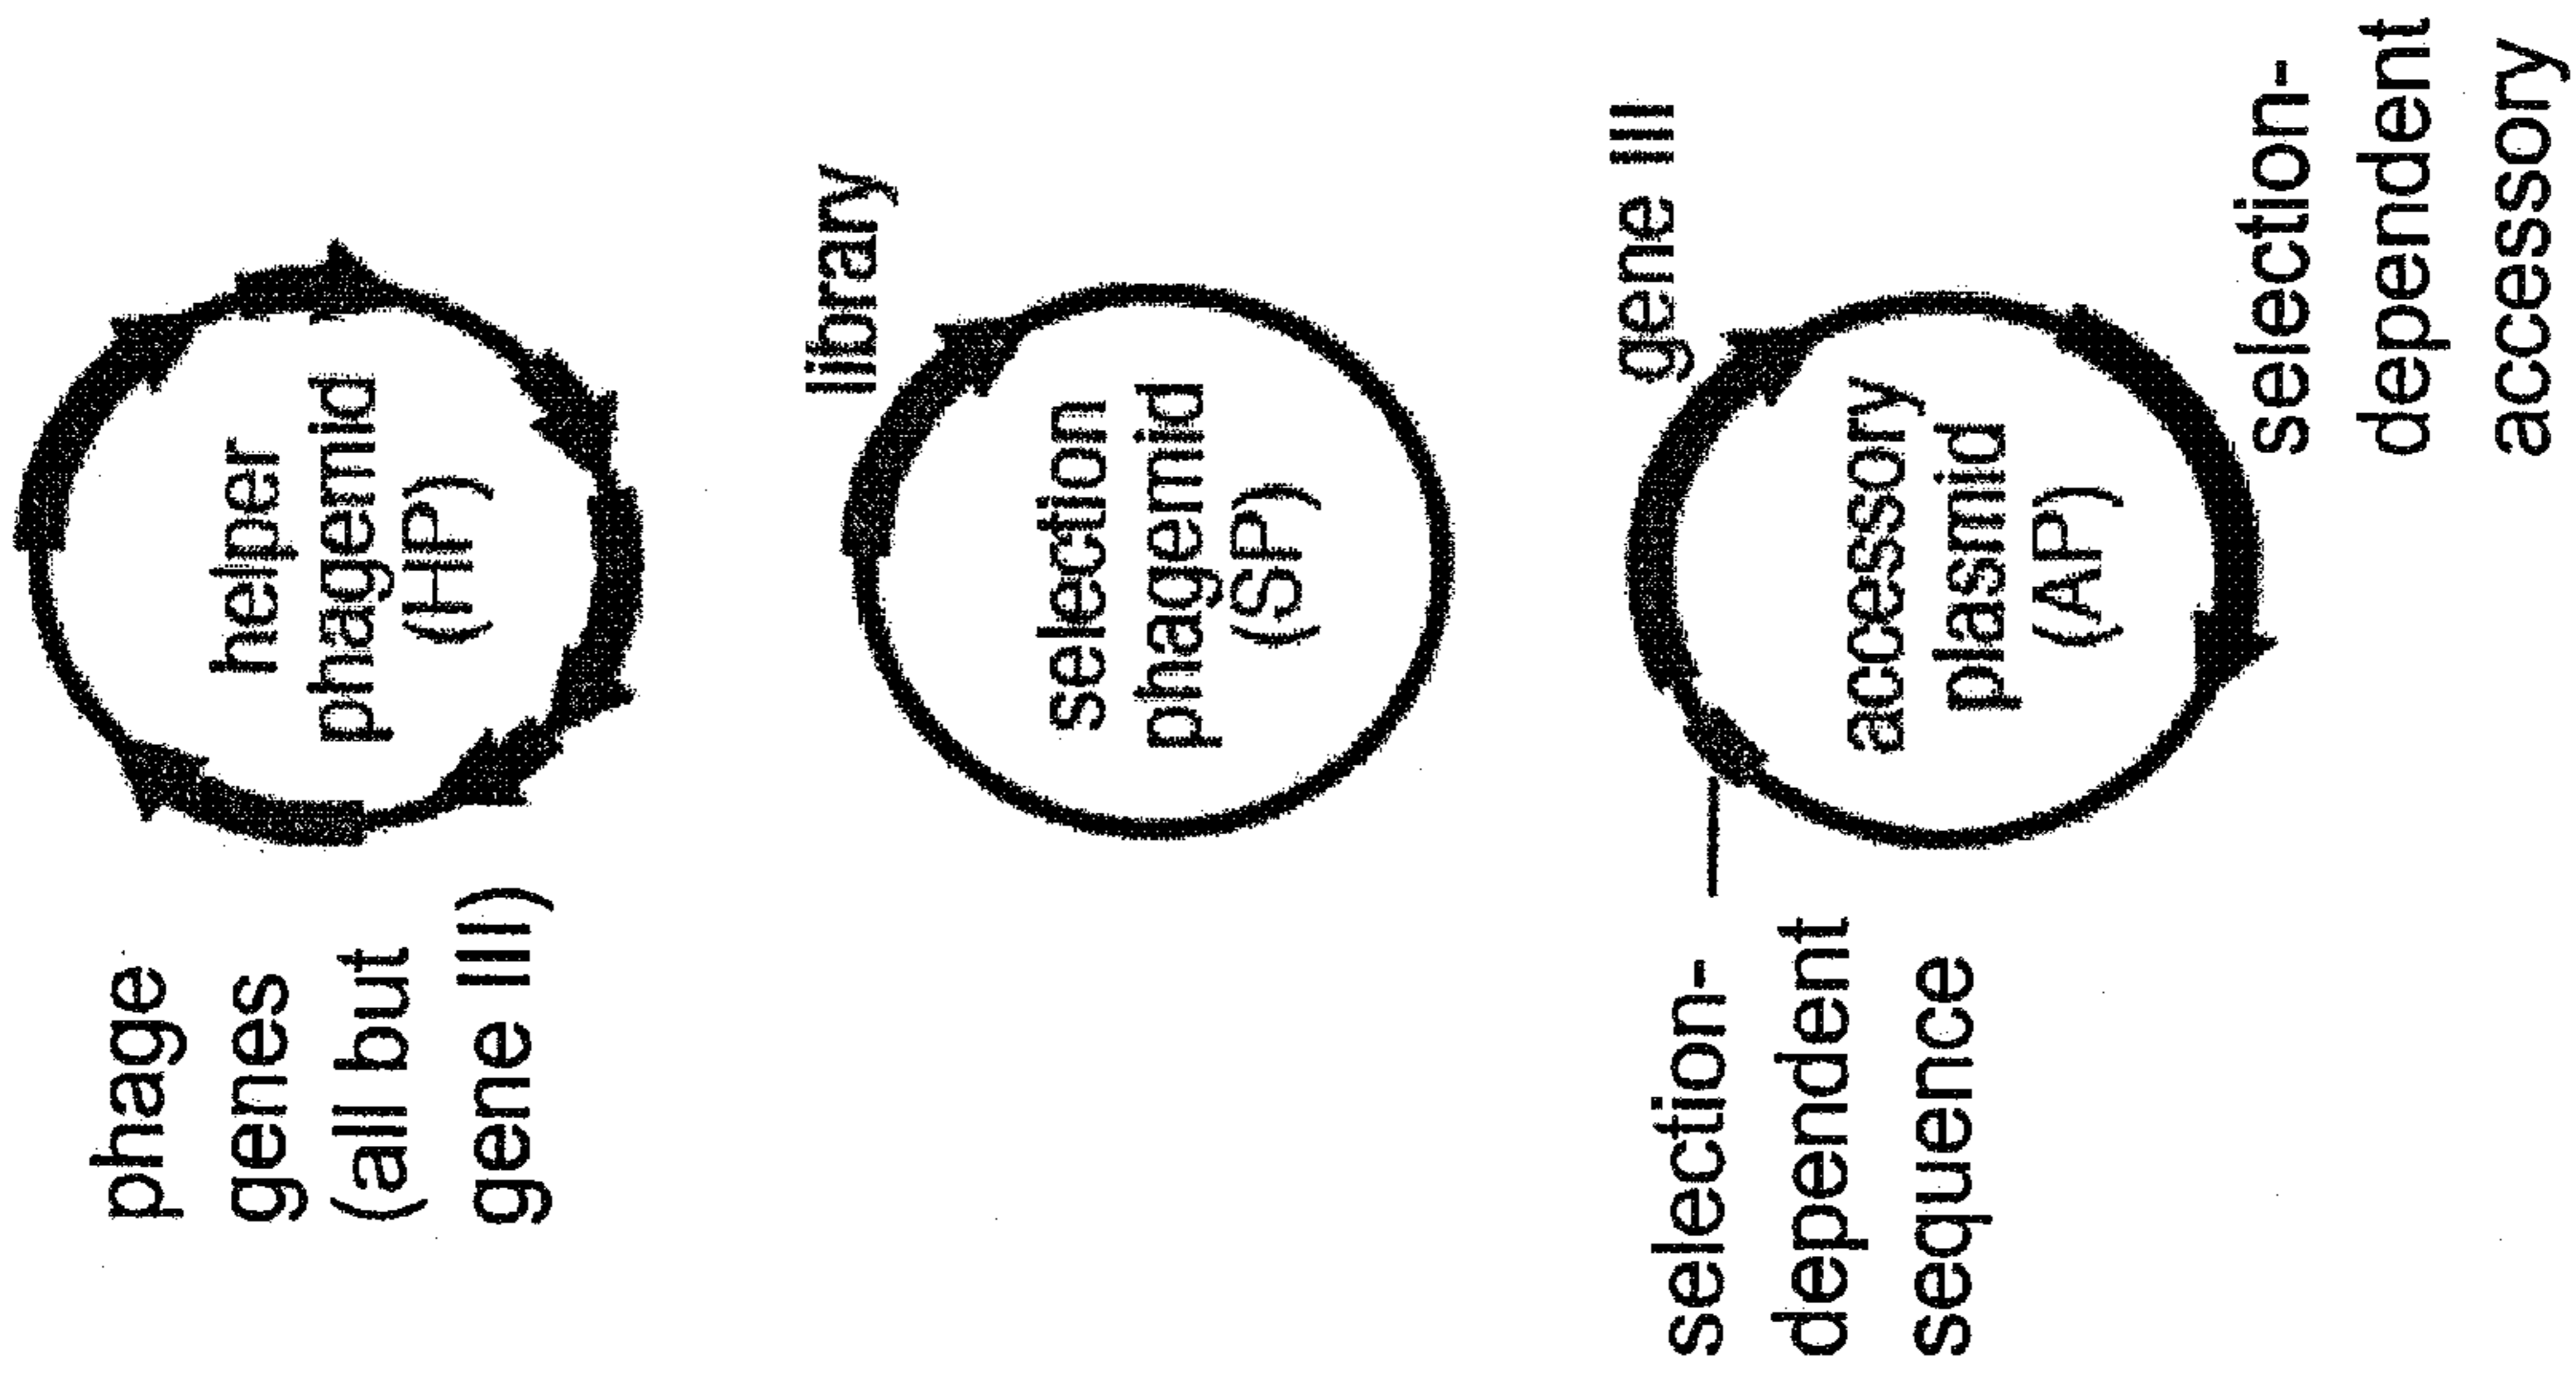 phage
genes
(all but
gene III)
helper
phagemid
(HP)
library
selection
phagemid
(SP)
selection-
dependent
sequence
gene III
accessory
plasmid
(AP)
selection-
dependent
accessory